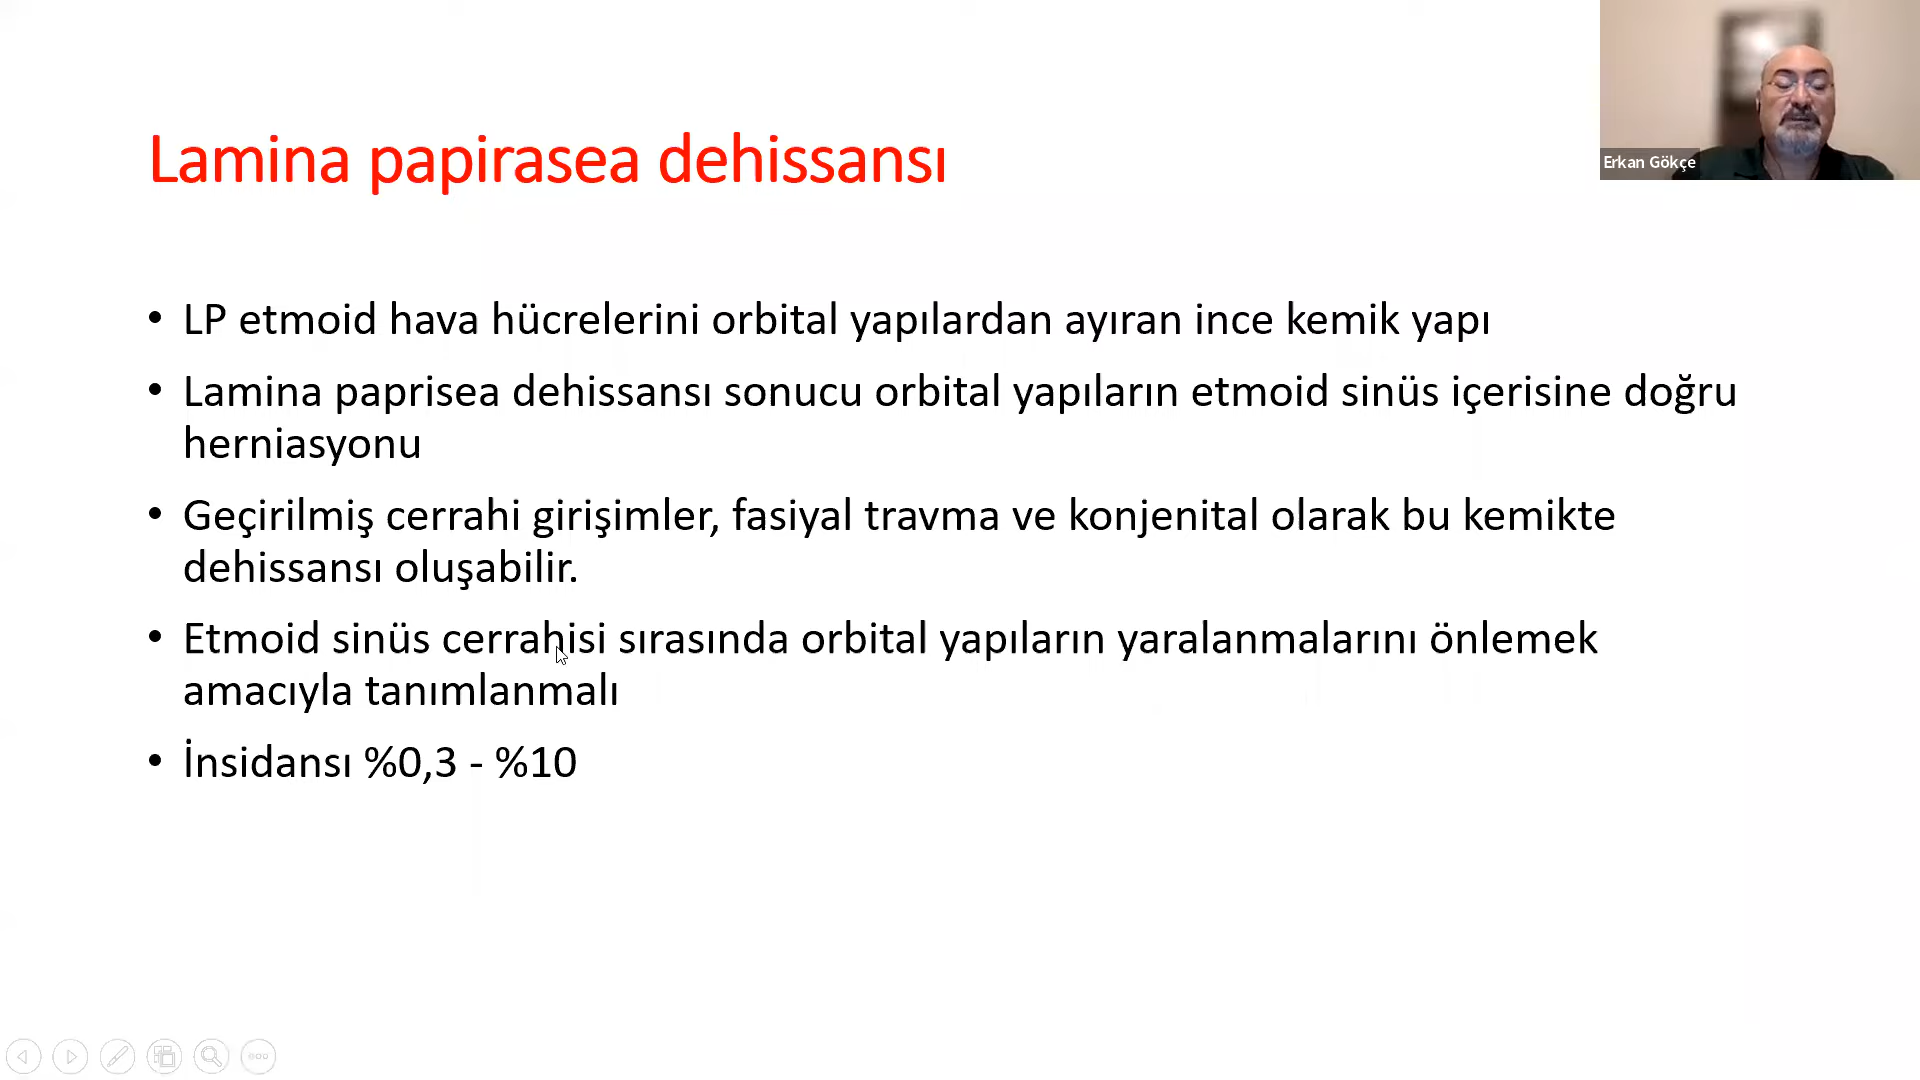 Lamina papirasea dehissansı
Erkan Gökçe
• LP etmoid hava hücrelerini orbital yapılardan ayıran ince kemik yapı
• Lamina paprisea dehissansı sonucu orbital yapıların etmoid sinüs içerisine doğru
herniasyonu
• Geçirilmiş cerrahi girişimler, fasiyal travma ve konjenital olarak bu kemikte
dehissansı oluşabilir.
• Etmoid sinüs cerrahisi sırasında orbital yapıların yaralanmalarını önlemek
amacıyla tanımlanmalı
• İnsidansı %0,3 - %10